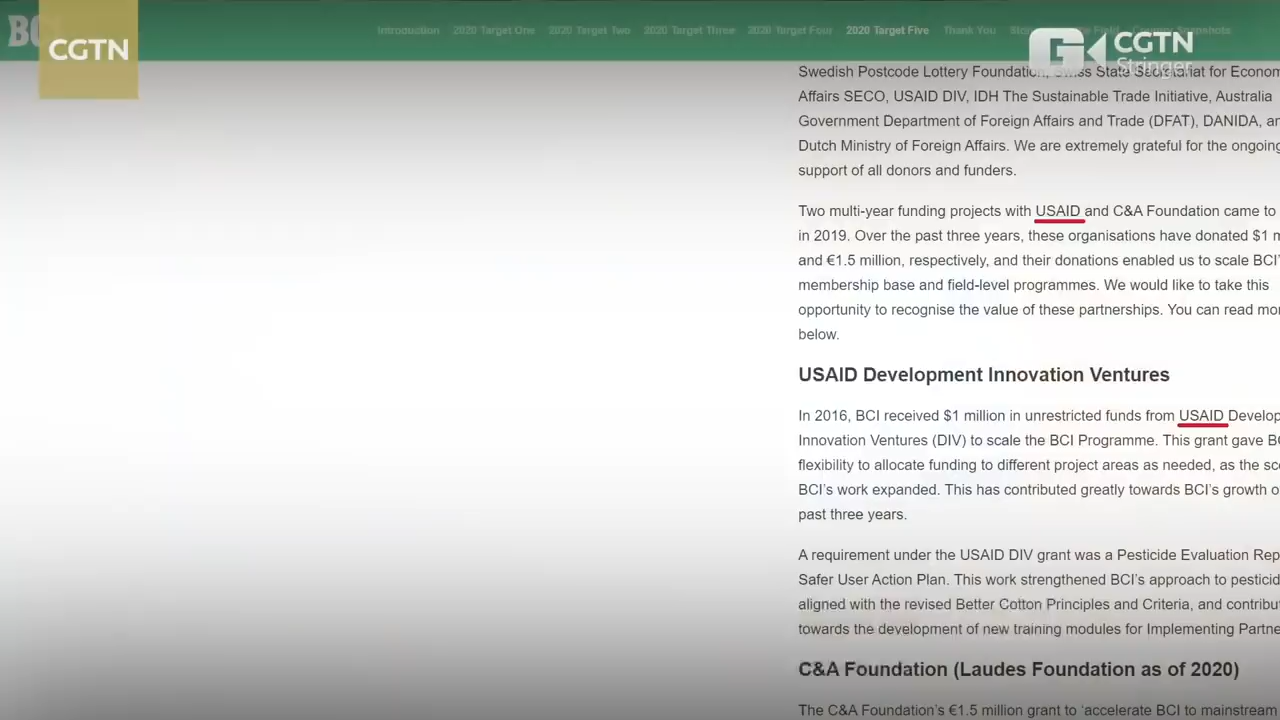 BC
CGTN
Introduction 2020 Target One 2020 Target Two 2020 Target Three 2020 Target Four 2020 Target Five Thank You
CGTN
Stringer
Swedish Postcode Lottery Foundation, Swiss State Secretariat for Econom
Affairs SECO, USAID DIV, IDH The Sustainable Trade Initiative, Australia
Government Department of Foreign Affairs and Trade (DFAT), DANIDA, an
Dutch Ministry of Foreign Affairs. We are extremely grateful for the ongoing
support of all donors and funders.
Two multi-year funding projects with USAID and C&A Foundation came to
in 2019. Over the past three years, these organisations have donated $1 m
and €1.5 million, respectively, and their donations enabled us to scale BCI'
membership base and field-level programmes. We would like to take this
opportunity to recognise the value of these partnerships. You can read mor
below.
USAID Development Innovation Ventures
In 2016, BCI received $1 million in unrestricted funds from USAID Develop
Innovation Ventures (DIV) to scale the BCI Programme. This grant gave BC
flexibility to allocate funding to different project areas as needed, as the sco
BCI's work expanded. This has contributed greatly towards BCI's growth o
past three years.
A requirement under the USAID DIV grant was a Pesticide Evaluation Rep
Safer User Action Plan. This work strengthened BCI's approach to pesticid
aligned with the revised Better Cotton Principles and Criteria, and contribu
towards the development of new training modules for Implementing Partne
C&A Foundation (Laudes Foundation as of 2020)
The C&A Foundation's €1.5 million grant to 'accelerate BCI to mainstream